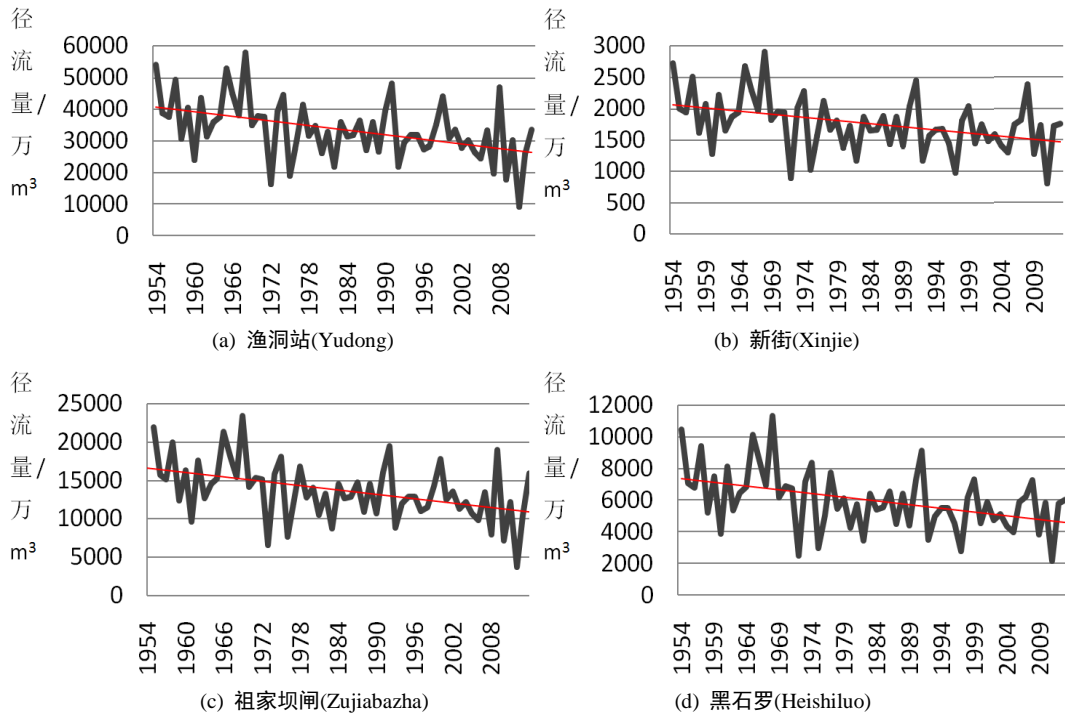 径
流
量/
万
m³
60000
50000
40000
30000
20000
10000
0
1954
1960
1966
1972
1978
1984
1990
1996
2002
2008
(a) 渔洞站(Yudong)
径
流
量/
万
m³
3000
2500
2000
1500
1000
500
0
1954
1959
1964
1969
1974
1979
1984
1989
1994
1999
2004
2009
(b) 新街(Xinjie)
径
流
量/
万
m³
25000
20000
15000
10000
5000
0
1954
1960
1966
1972
1978
1984
1990
1996
2002
2008
(c) 祖家坝闸(Zujiabazha)
径
流
量/
万
m³
12000
10000
8000
6000
4000
2000
0
1954
1959
1964
1969
1974
1979
1984
1989
1994
1999
2004
2009
(d) 黑石罗(Heishiluo)